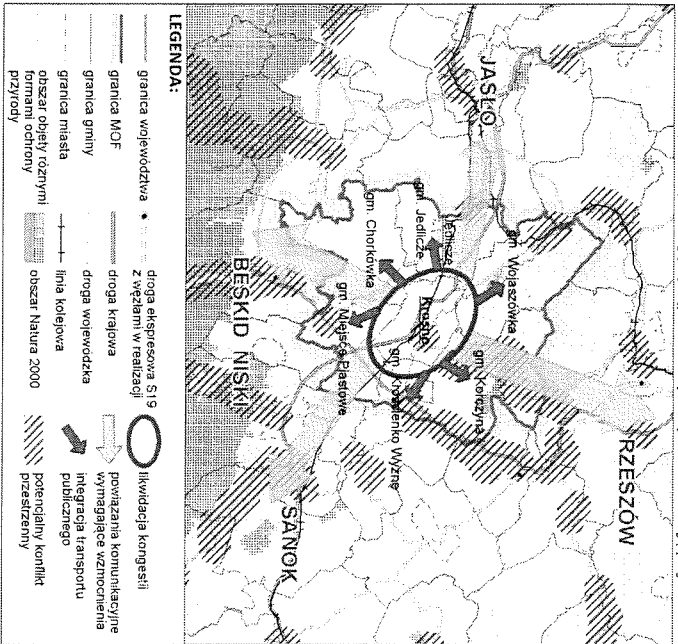 RZESZÓW
JASŁO
gm. Wojaszówka
gm. Korczyna
Jedlicze
gm. Jedlicze
Krosno
gm. Chorkówka
gm. Krościenko Wyżne
gm. Miejsce Piastowe
SANOK
BESKID NISKI
LEGENDA:
granica województwa
granica MOF
granica gminy
granica miasta
obszar objęty różnymi
formami ochrony
przyrody
droga ekspresowa S19
z węzłami w realizacji
droga krajowa
droga wojewódzka
linia kolejowa
obszar Natura 2000
likwidacja kongestii
powiązania komunikacyjne
wymagające wzmocnienia
integracja transportu
publicznego
potencjalny konflikt
przestrzenny